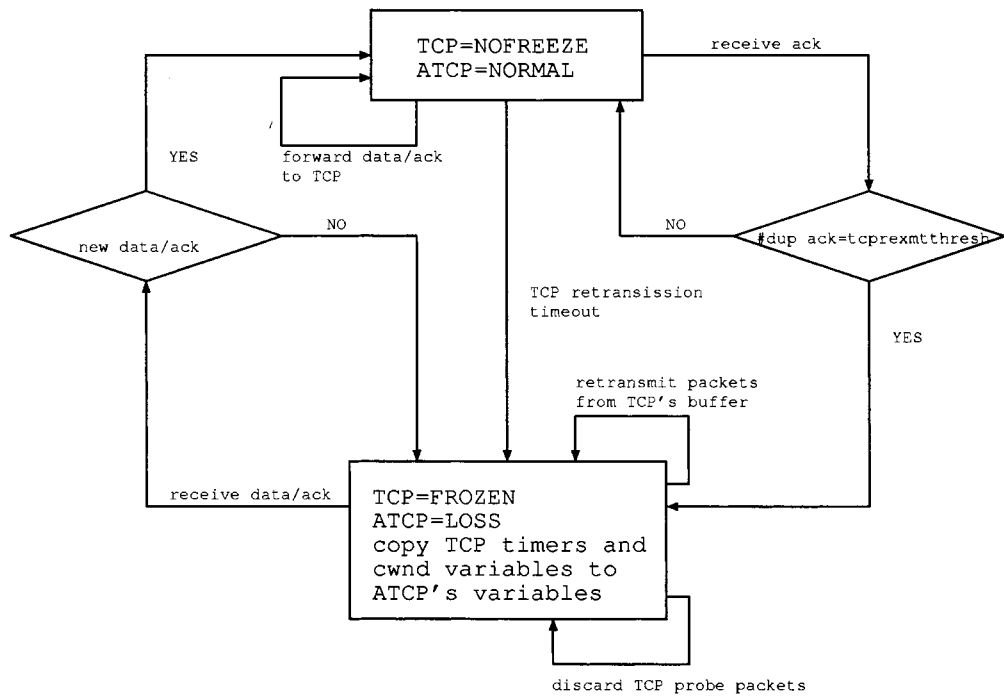 TCP=NOFREEZE
ATCP=NORMAL
receive ack
forward data/ack
to TCP
YES
new data/ack
NO
NO
#dup ack=tcprexmtthresh
TCP retransission
timeout
YES
retransmit packets
from TCP's buffer
receive data/ack
TCP=FROZEN
ATCP=LOSS
copy TCP timers and
cwnd variables to
ATCP's variables
discard TCP probe packets